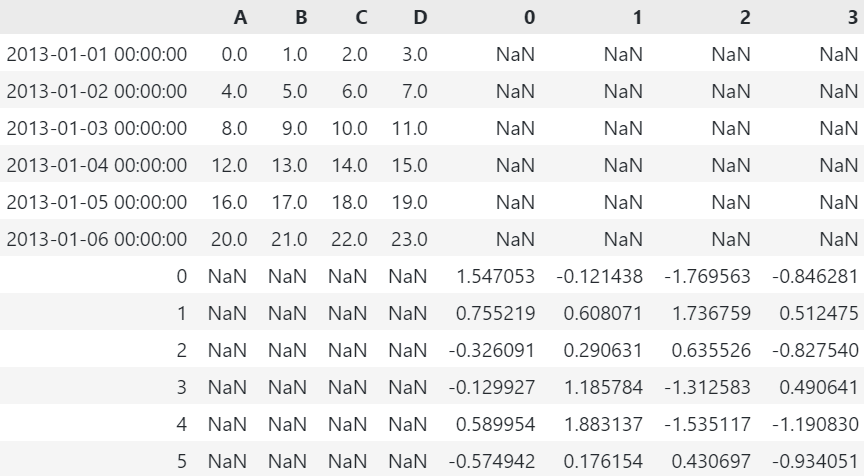 A B C D 0 1 2 3
2013-01-01 00:00:00 0.0 1.0 2.0 3.0 NaN NaN NaN NaN
2013-01-02 00:00:00 4.0 5.0 6.0 7.0 NaN NaN NaN NaN
2013-01-03 00:00:00 8.0 9.0 10.0 11.0 NaN NaN NaN NaN
2013-01-04 00:00:00 12.0 13.0 14.0 15.0 NaN NaN NaN NaN
2013-01-05 00:00:00 16.0 17.0 18.0 19.0 NaN NaN NaN NaN
2013-01-06 00:00:00 20.0 21.0 22.0 23.0 NaN NaN NaN NaN
0 NaN NaN NaN NaN 1.547053 -0.121438 -1.769563 -0.846281
1 NaN NaN NaN NaN 0.755219 0.608071 1.736759 0.512475
2 NaN NaN NaN NaN -0.326091 0.290631 0.635526 -0.827540
3 NaN NaN NaN NaN -0.129927 1.185784 -1.312583 0.490641
4 NaN NaN NaN NaN 0.589954 1.883137 -1.535117 -1.190830
5 NaN NaN NaN NaN -0.574942 0.176154 0.430697 -0.934051